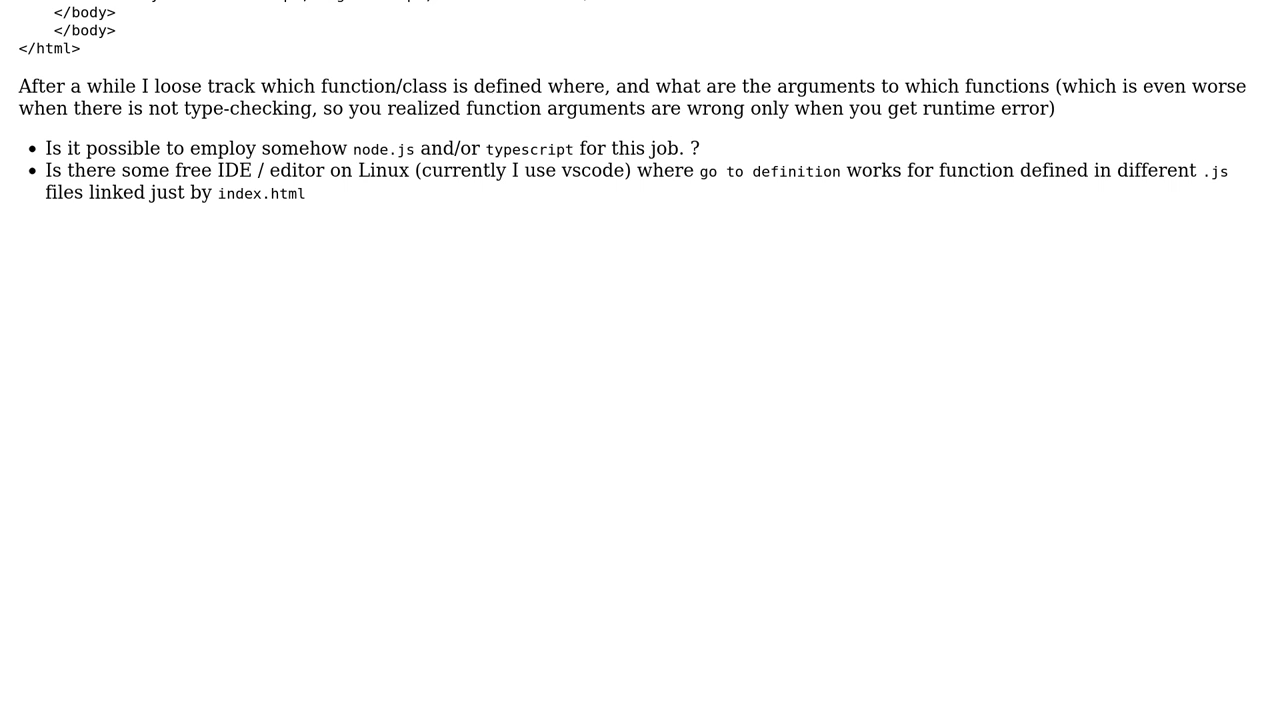 </body>
</body>
</html>
After a while I loose track which function/class is defined where, and what are the arguments to which functions (which is even worse
when there is not type-checking, so you realized function arguments are wrong only when you get runtime error)
Is it possible to employ somehow node.js and/or typescript for this job. ?
Is there some free IDE / editor on Linux (currently I use vscode) where go to definition works for function defined in different .js
files linked just by index.html